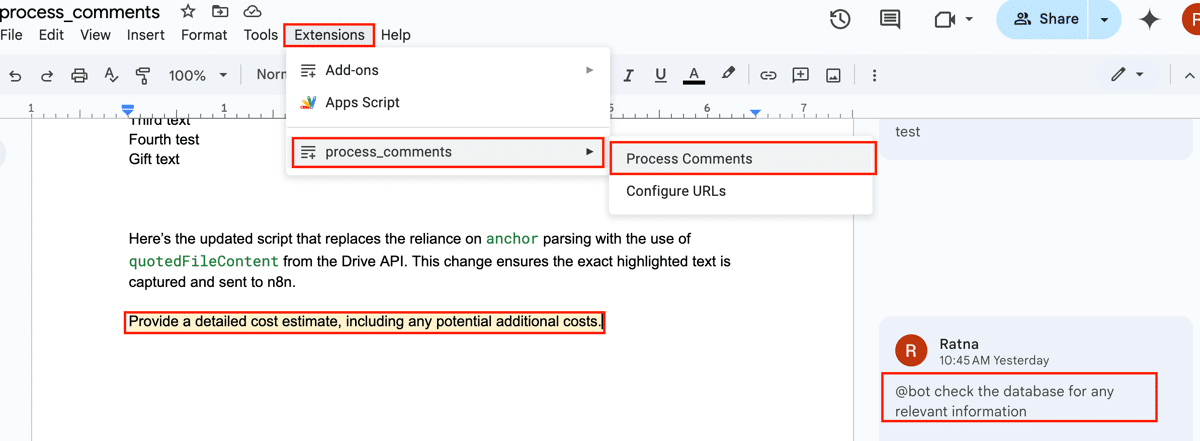 process_comments
File Edit View Insert Format Tools Extensions Help
Share
R
100%
Norr
A
Add-ons
Apps Script
process_comments
Process Comments
Configure URLs
1 1 5 6 7
Third text
Fourth test
Gift text
test
Here's the updated script that replaces the reliance on anchor parsing with the use of
quotedFileContent from the Drive API. This change ensures the exact highlighted text is
captured and sent to n8n.
Provide a detailed cost estimate, including any potential additional costs.
R
Ratna
10:45 AM Yesterday
@bot check the database for any
relevant information